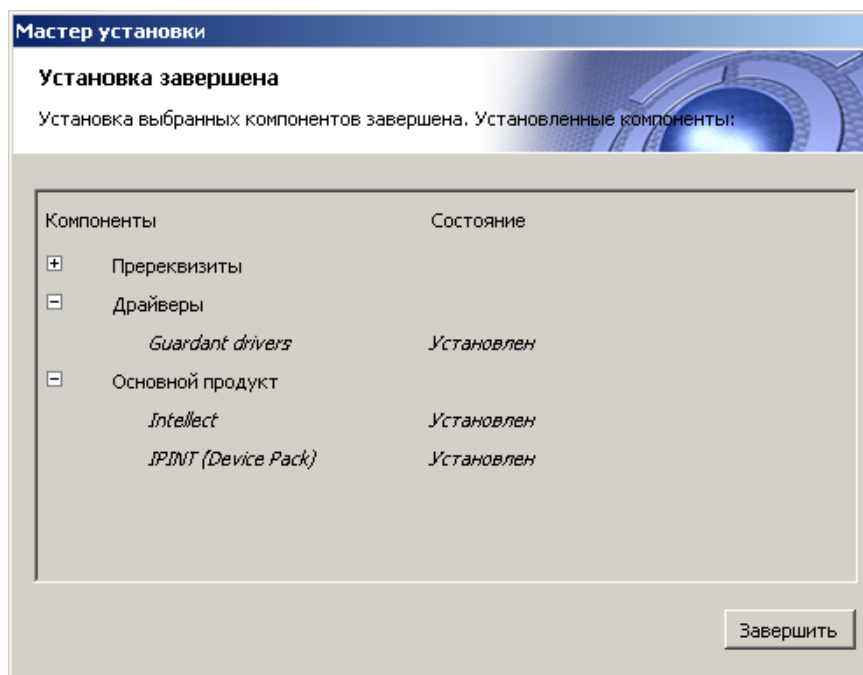 Мастер установки
Установка завершена
Установка выбранных компонентов завершена. Установленные компоненты:
Компоненты Состояние
Пререквизиты
Драйверы
Guardant drivers Установлен
Основной продукт
Intellect Установлен
IPINT (Device Pack) Установлен
Завершить